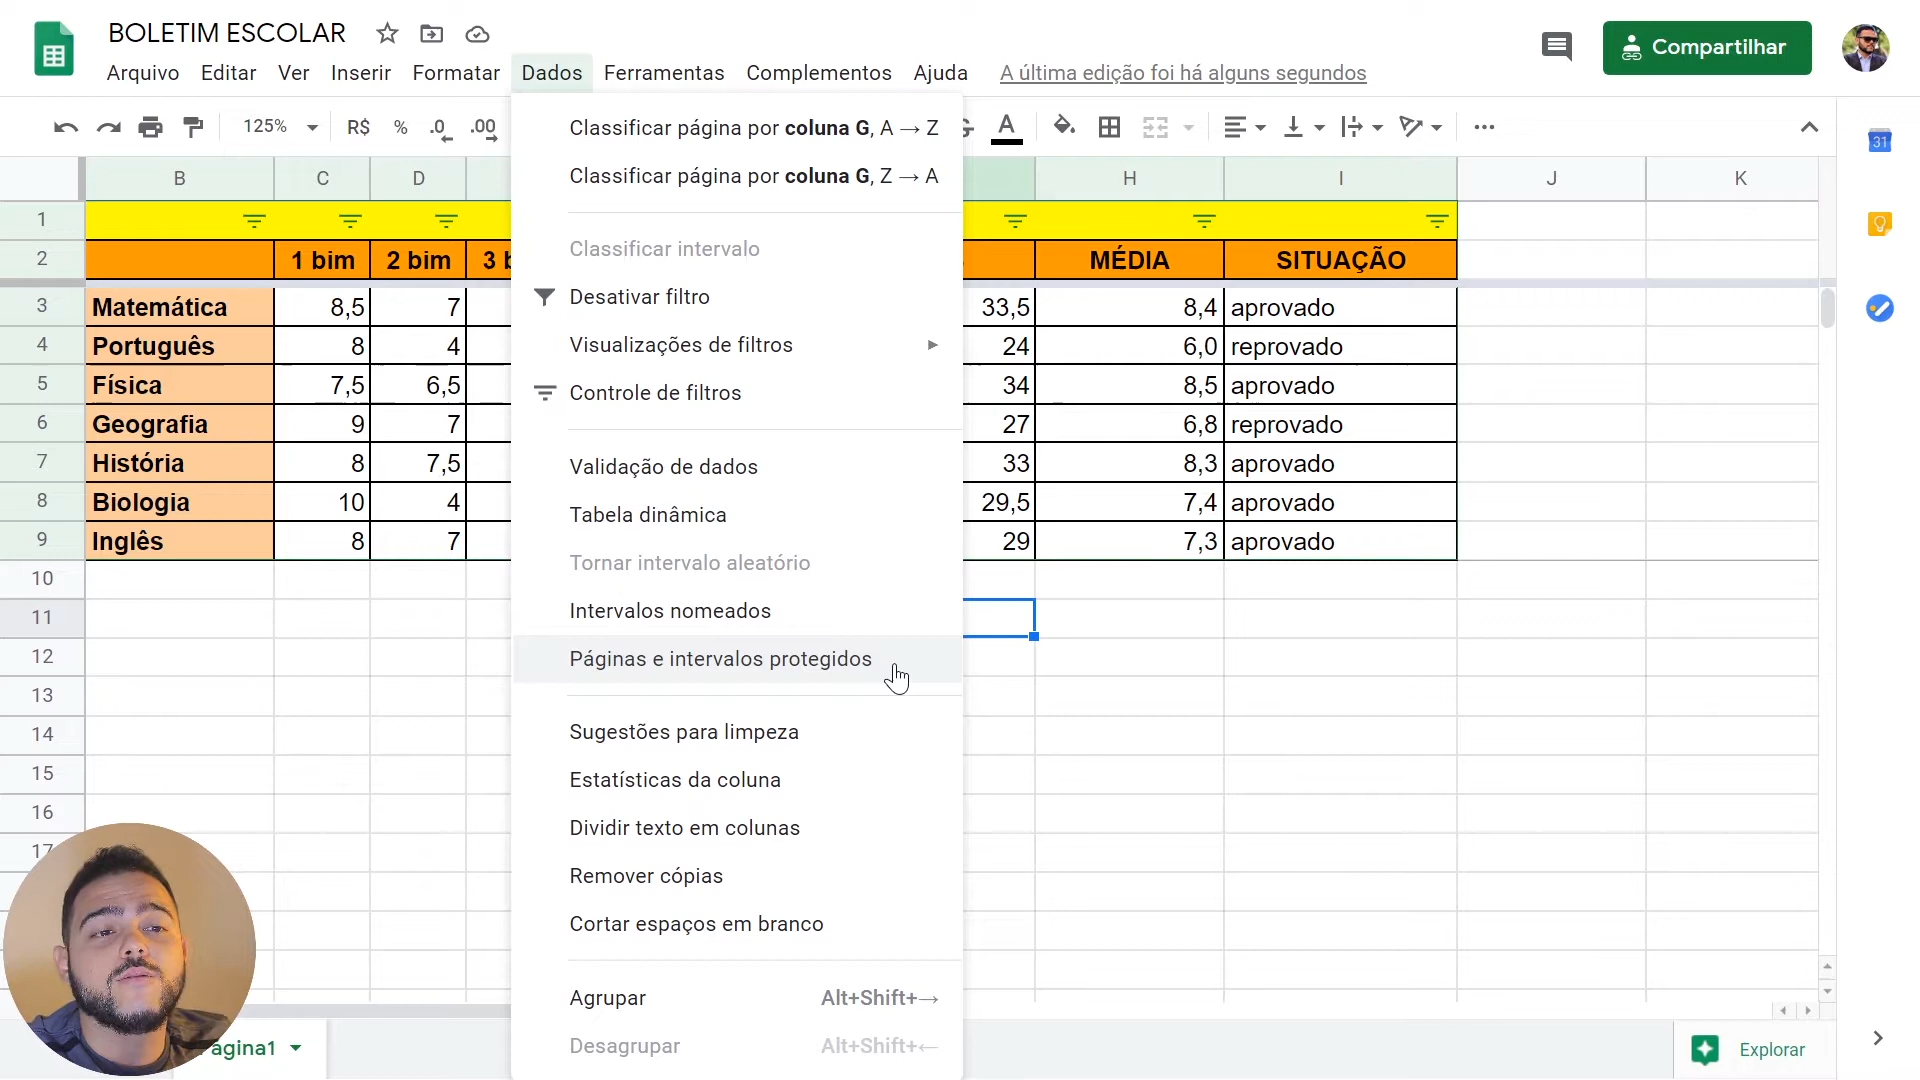 BOLETIM ESCOLAR
Arquivo Editar Ver Inserir Formatar Dados Ferramentas Complementos Ajuda A última edição foi há alguns segundos
Compartilhar
125% R$ % .0 .00
31
Classificar página por coluna G, A → Z
Classificar página por coluna G, Z → A
Classificar intervalo
Desativar filtro
Visualizações de filtros
Controle de filtros
Validação de dados
Tabela dinâmica
Tornar intervalo aleatório
Intervalos nomeados
Páginas e intervalos protegidos
Sugestões para limpeza
Estatísticas da coluna
Dividir texto em colunas
Remover cópias
Cortar espaços em branco
Agrupar Alt+Shift+→
Desagrupar Alt+Shift+←
B C D H I J K
1
2 1 bim 2 bim 3 b MÉDIA SITUAÇÃO
3 Matemática 8,5 7 33,5 8,4 aprovado
4 Português 8 4 24 6,0 reprovado
5 Física 7,5 6,5 34 8,5 aprovado
6 Geografia 9 7 27 6,8 reprovado
7 História 8 7,5 33 8,3 aprovado
8 Biologia 10 4 29,5 7,4 aprovado
9 Inglês 8 7 29 7,3 aprovado
10
11
12
13
14
15
16
17
ágina1
Explorar